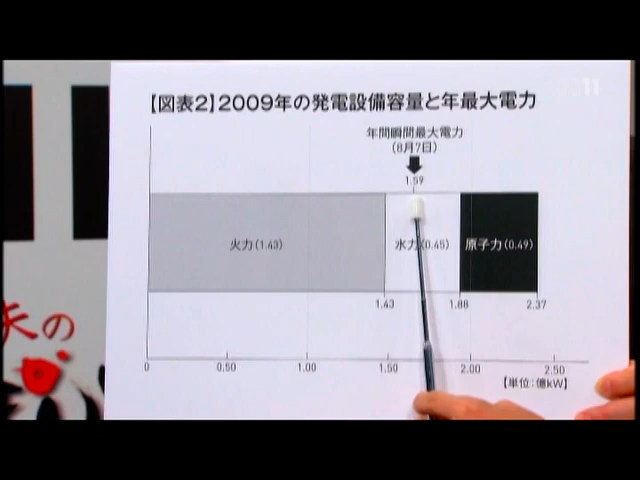 11
【図表2】2009年の発電設備容量と年最大電力
年間瞬間最大電力
(8月7日)
1.59
火力(1.43)
水力(0.45)
原子力(0.49)
1.43
1.88
2.37
0
0.50
1.00
1.50
2.00
2.50
【単位:億kW】
夫の